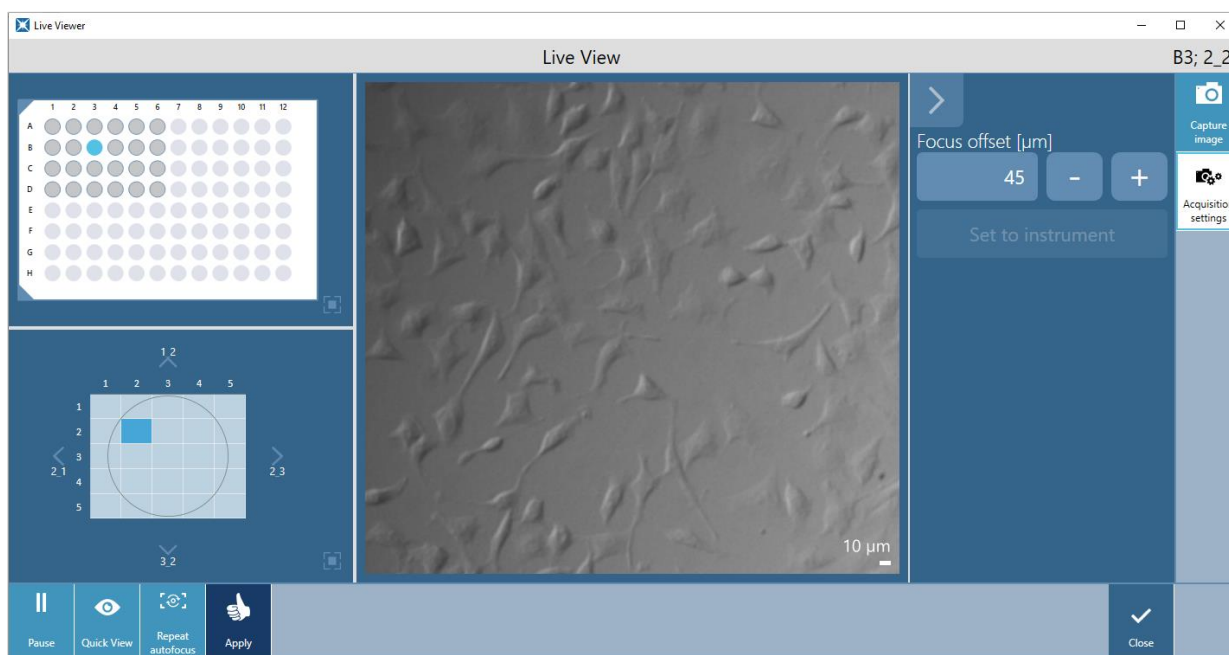 Live Viewer
Live View
B3; 2_2
1 2 3 4 5 6 7 8 9 10 11 12
A
B
C
D
E
F
G
H
1_2
1 2 3 4 5
1
2
3
4
5
2_1
2_3
3_2
10 µm
Focus offset [µm]
45 - +
Set to instrument
Capture
image
Acquisition
settings
Pause
Quick View
Repeat
autofocus
Apply
Close